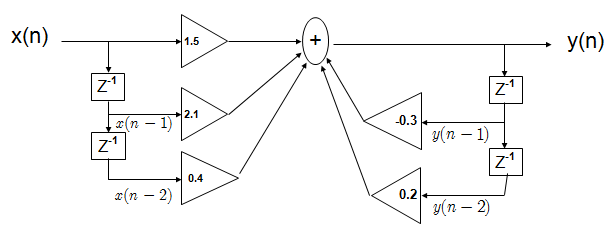 x(n)
1.5
+
y(n)
Z-1
2.1
x(n − 1)
Z-1
0.4
x(n − 2)
Z-1
-0.3
y(n − 1)
Z-1
0.2
y(n − 2)